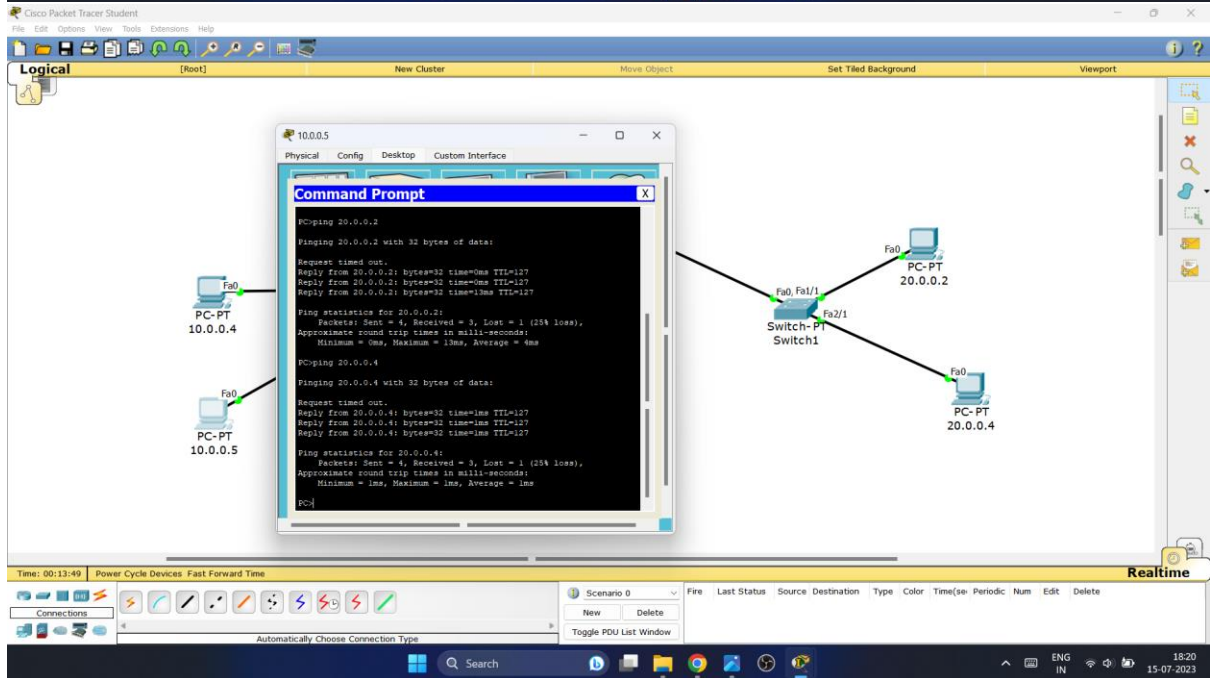 Cisco Packet Tracer Student
File Edit Options View Tools Extensions Help
Logical [Root] New Cluster Move Object Set Tiled Background Viewport
10.0.0.5
Physical Config Desktop Custom Interface
Command Prompt X
PC>ping 20.0.0.2
Pinging 20.0.0.2 with 32 bytes of data:
Request timed out.
Reply from 20.0.0.2: bytes=32 time=0ms TTL=127
Reply from 20.0.0.2: bytes=32 time=0ms TTL=127
Reply from 20.0.0.2: bytes=32 time=13ms TTL=127
Ping statistics for 20.0.0.2:
Packets: Sent = 4, Received = 3, Lost = 1 (25% loss),
Approximate round trip times in milli-seconds:
Minimum = 0ms, Maximum = 13ms, Average = 4ms
PC>ping 20.0.0.4
Pinging 20.0.0.4 with 32 bytes of data:
Request timed out.
Reply from 20.0.0.4: bytes=32 time=1ms TTL=127
Reply from 20.0.0.4: bytes=32 time=1ms TTL=127
Reply from 20.0.0.4: bytes=32 time=1ms TTL=127
Ping statistics for 20.0.0.4:
Packets: Sent = 4, Received = 3, Lost = 1 (25% loss),
Approximate round trip times in milli-seconds:
Minimum = 1ms, Maximum = 1ms, Average = 1ms
PC>
Fa0
PC-PT
10.0.0.4
Fa0
PC-PT
10.0.0.5
Fa0
PC-PT
20.0.0.2
Fa0, Fa1/1
Fa2/1
Switch-PT
Switch1
Fa0
PC-PT
20.0.0.4
Time: 00:13:49 Power Cycle Devices Fast Forward Time Realtime
Connections
Automatically Choose Connection Type
Scenario 0
New Delete
Toggle PDU List Window
Fire Last Status Source Destination Type Color Time(se Periodic Num Edit Delete
Search
ENG
IN
18:20
15-07-2023